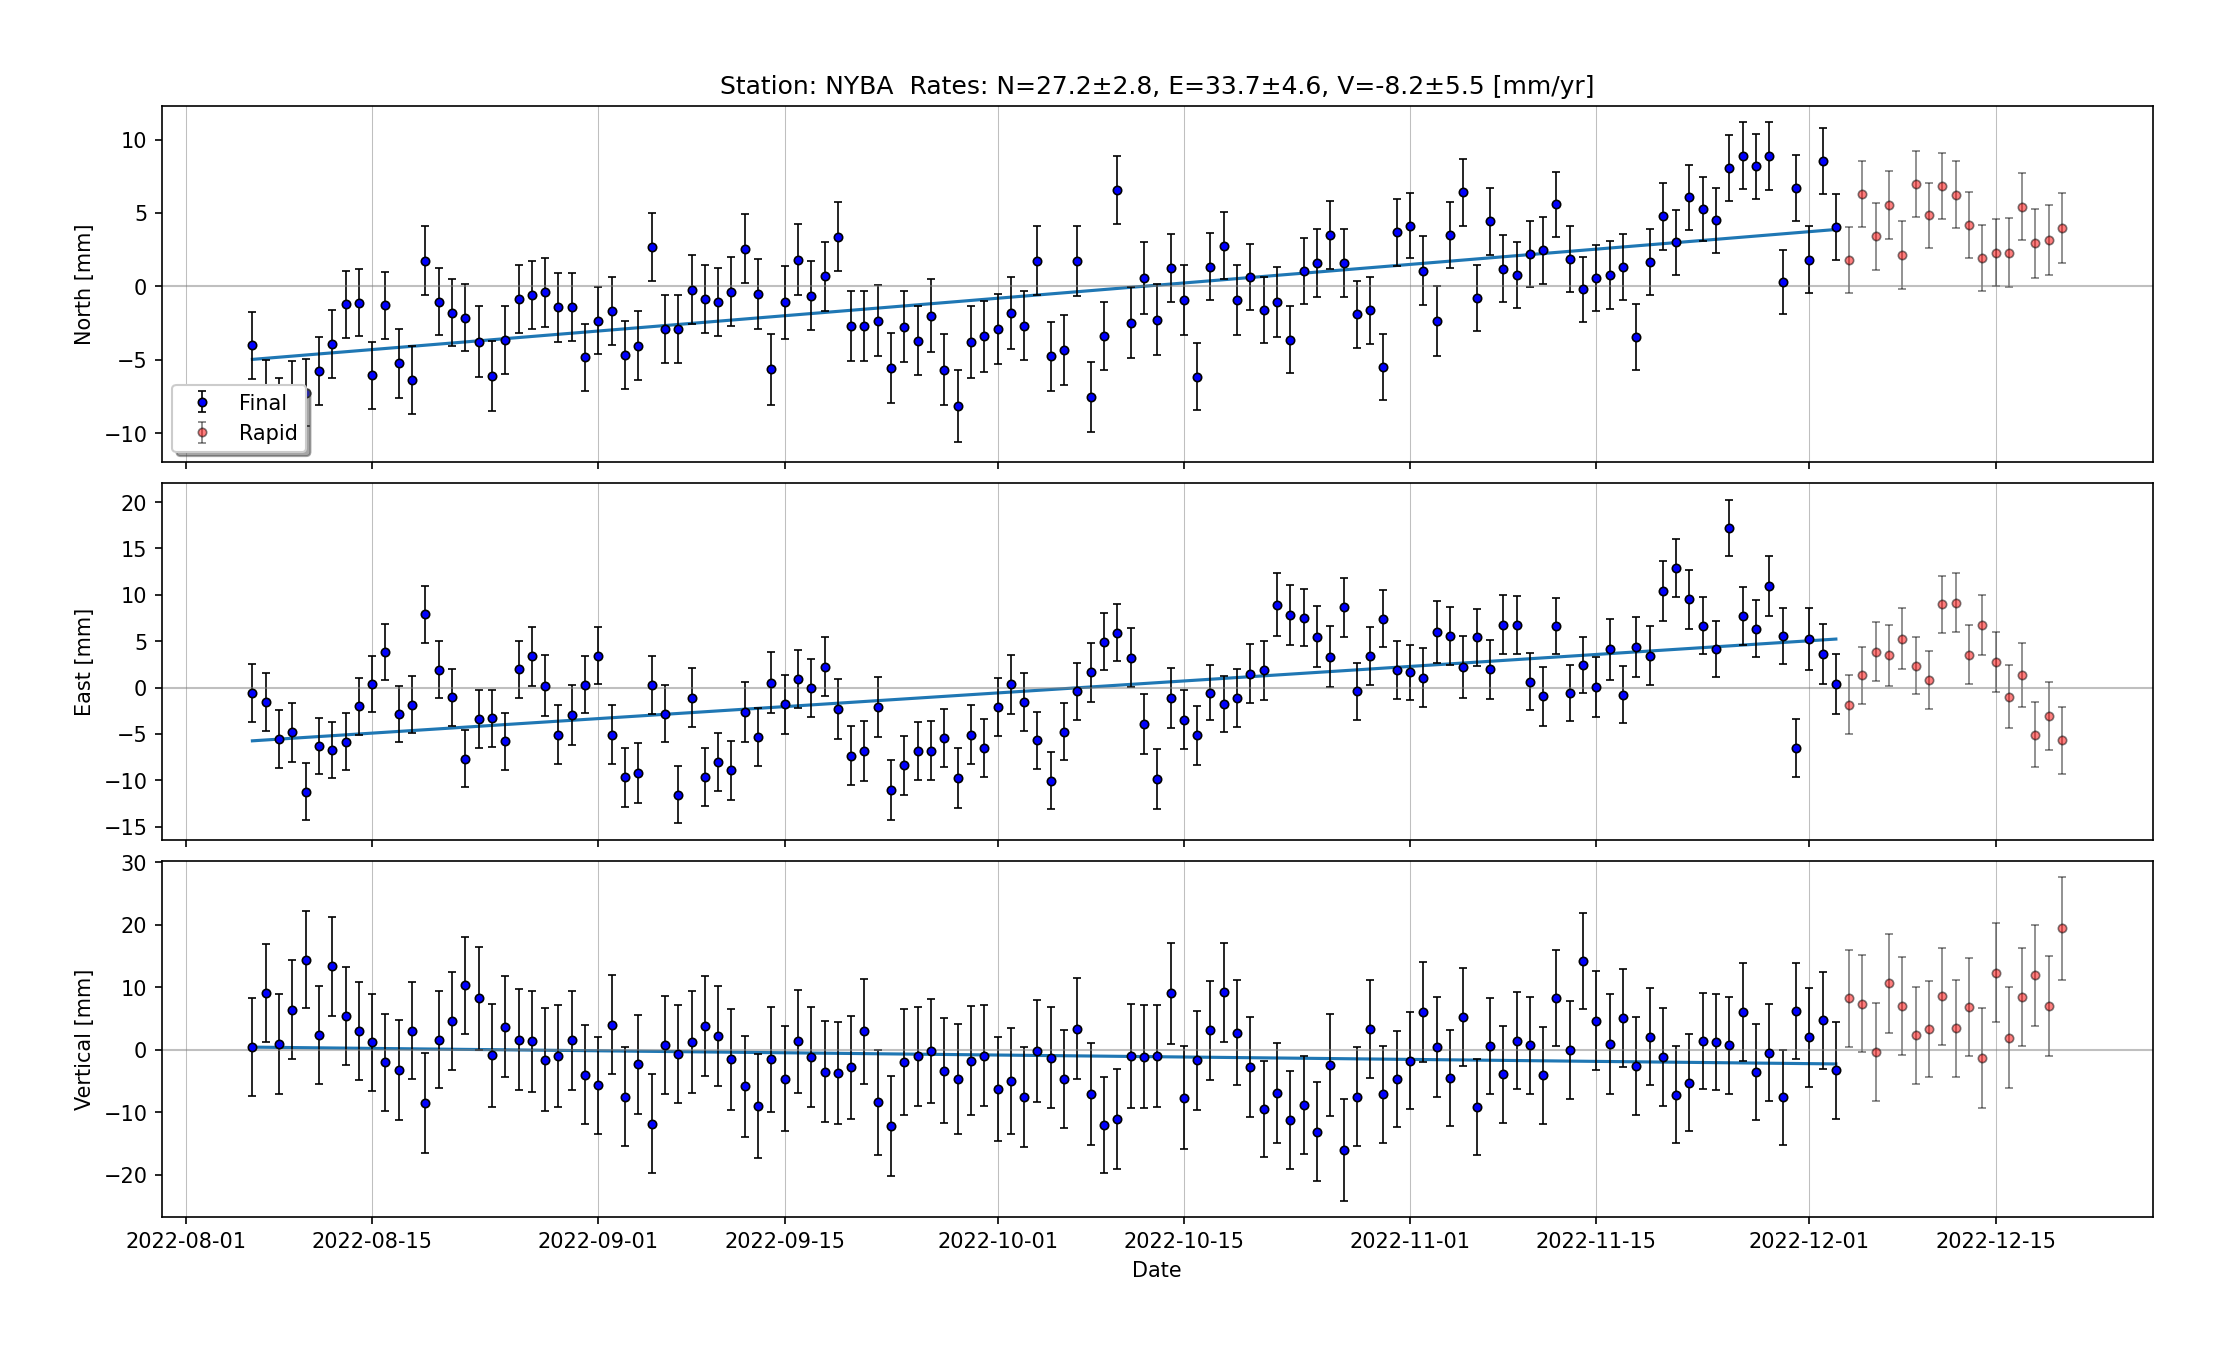 Station: NYBA  Rates: N=27.2±2.8, E=33.7±4.6, V=-8.2±5.5 [mm/yr]
North [mm]
10
5
0
−5
−10
Final
Rapid
East [mm]
20
15
10
5
0
−5
−10
−15
Vertical [mm]
30
20
10
0
−10
−20
2022-08-01 2022-08-15 2022-09-01 2022-09-15 2022-10-01 2022-10-15 2022-11-01 2022-11-15 2022-12-01 2022-12-15
Date